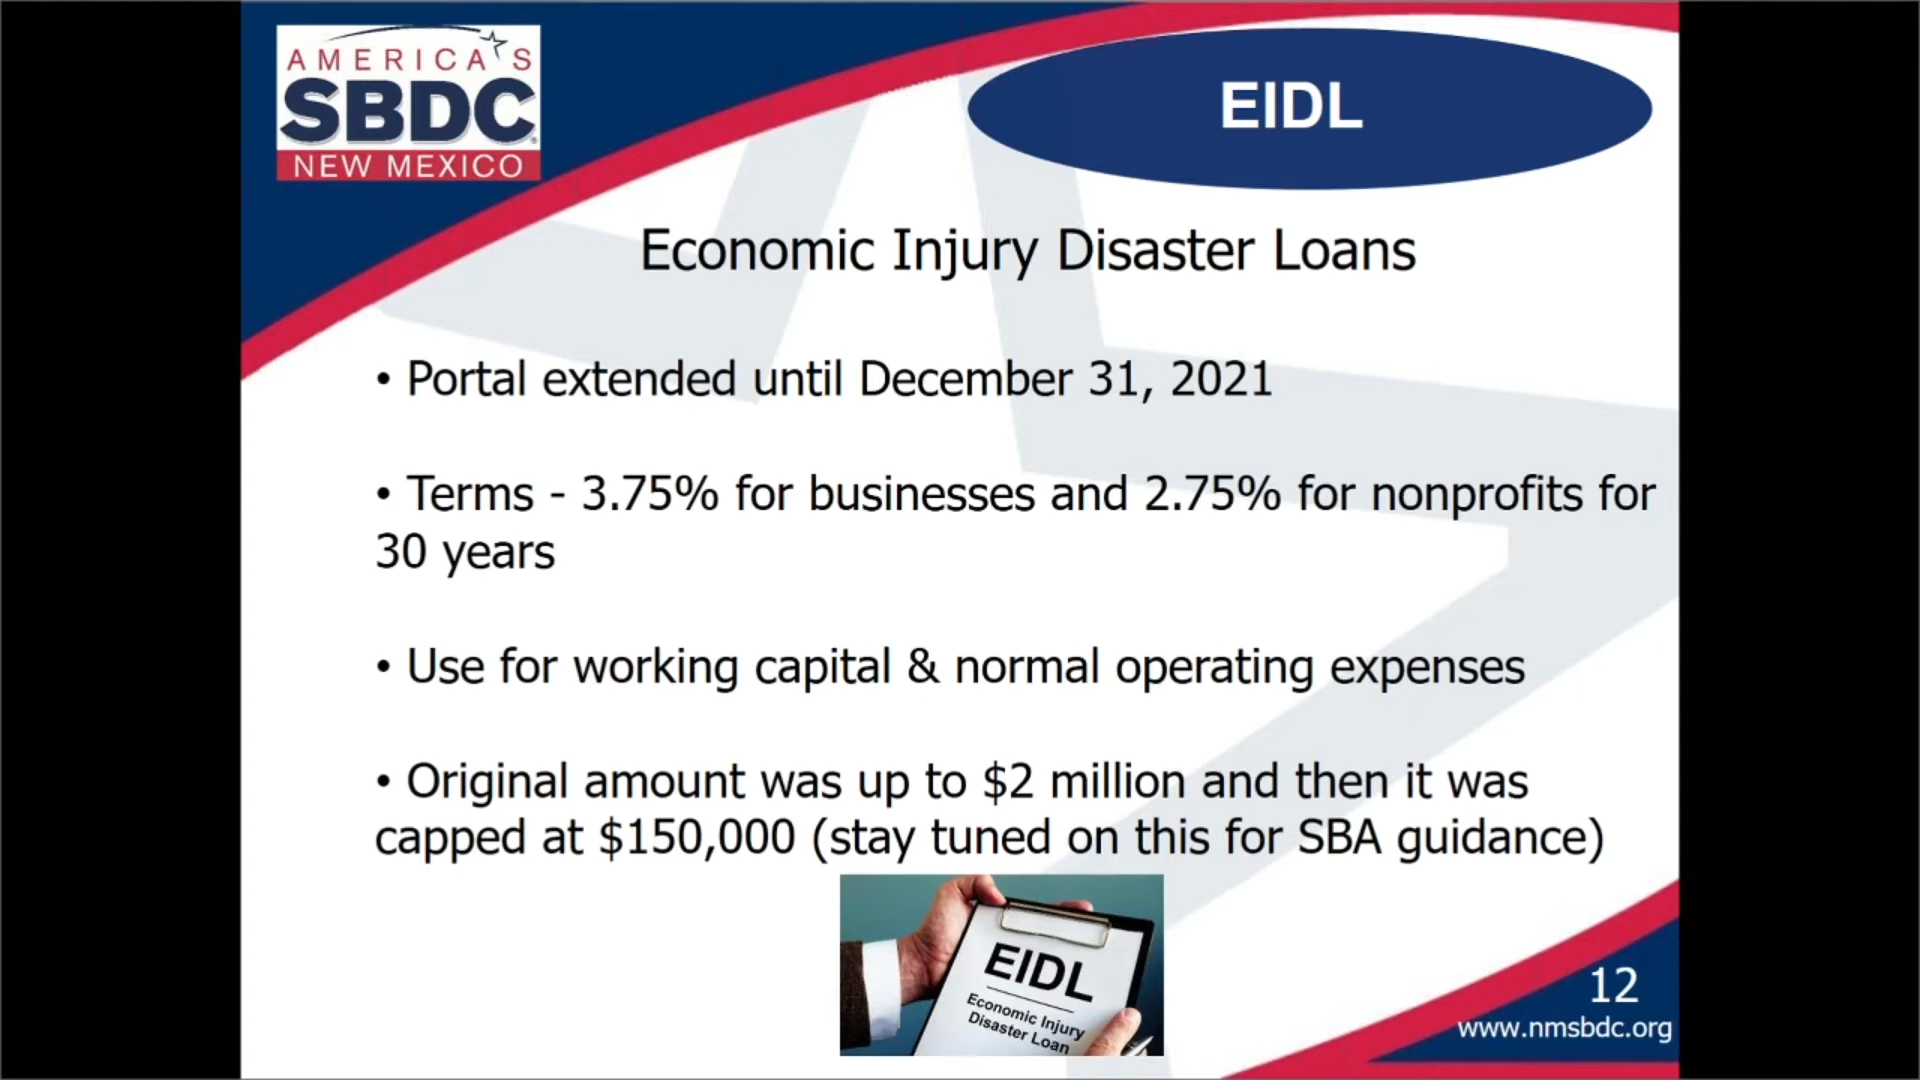 AMERICA'S
SBDC
NEW MEXICO
EIDL
Economic Injury Disaster Loans
• Portal extended until December 31, 2021
• Terms - 3.75% for businesses and 2.75% for nonprofits for
30 years
• Use for working capital & normal operating expenses
• Original amount was up to $2 million and then it was
capped at $150,000 (stay tuned on this for SBA guidance)
EIDL
Economic Injury
Disaster Loan
12
www.nmsbdc.org